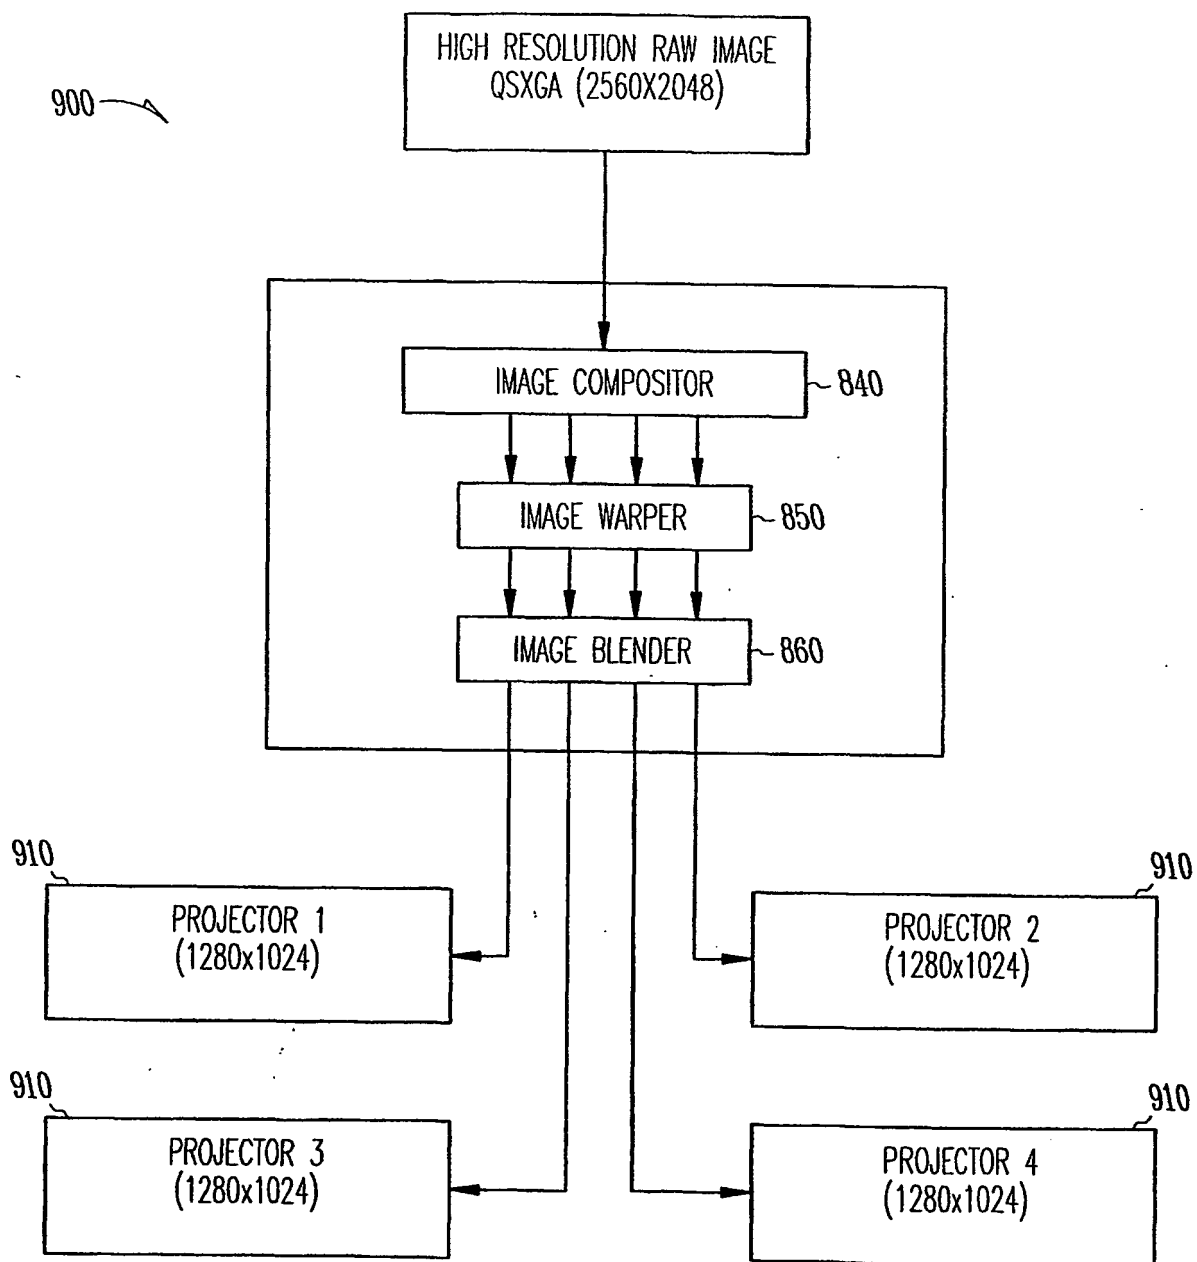 HIGH RESOLUTION RAW IMAGE
QSXGA (2560X2048)
900
IMAGE COMPOSITOR
840
IMAGE WARPER
850
IMAGE BLENDER
860
910
PROJECTOR 1
(1280x1024)
910
PROJECTOR 2
(1280x1024)
910
PROJECTOR 3
(1280x1024)
910
PROJECTOR 4
(1280x1024)